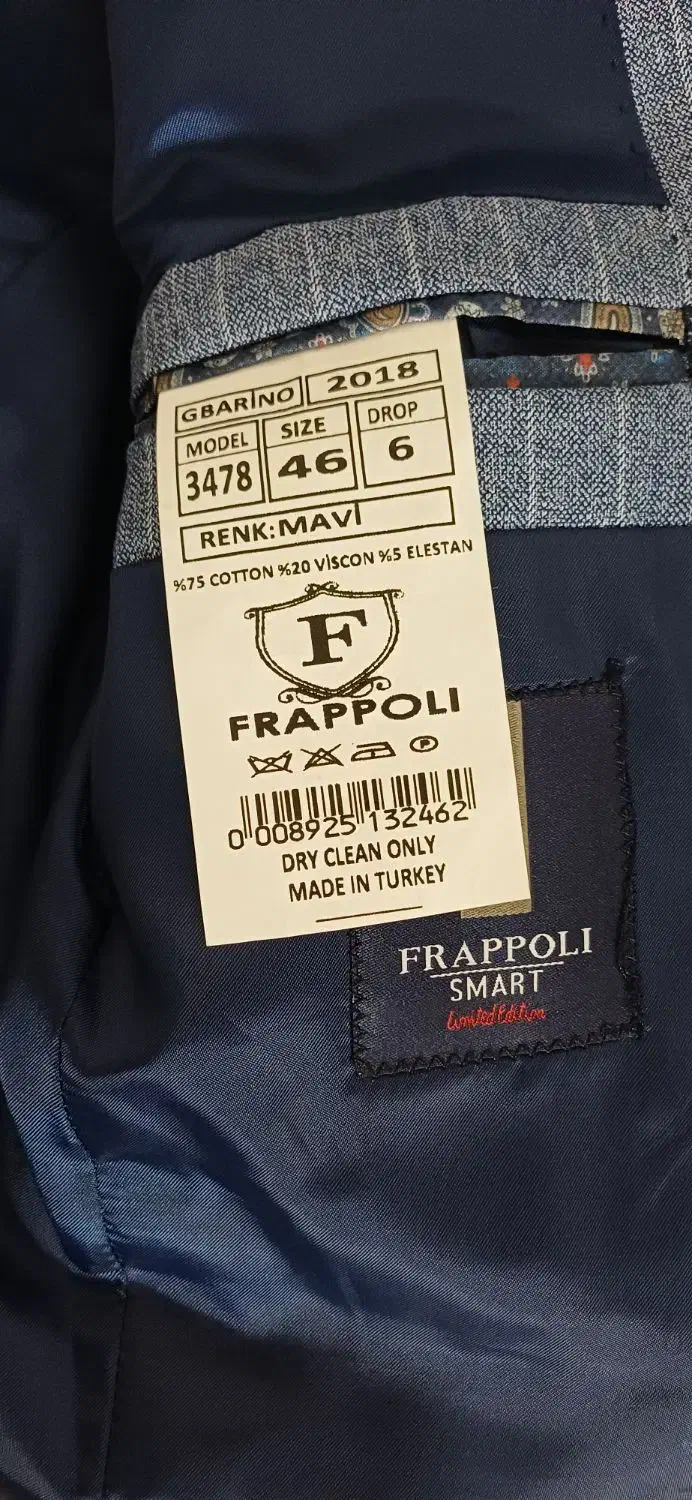 GBARİNO 2018
MODEL SIZE DROP
3478 46 6
RENK:MAVİ
%75 COTTON %20 VİSCON %5 ELESTAN
F
FRAPPOLI
P
0 008925 132462
DRY CLEAN ONLY
MADE IN TURKEY
FRAPPOLI
SMART
Limited Edition